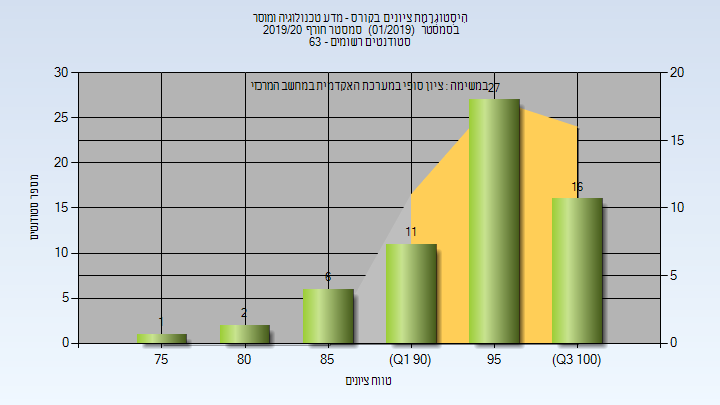 היסטוגרמת ציונים בקורס - מדע טכנולוגיה ומוסר
בסמסטר (01/2019) סמסטר חורף 2019/20
סטודנטים רשומים - 63
במשימה : ציון סופי במערכת האקדמית במחשב המרכזי
מספר סטודנטים
30
25
20
15
10
5
0
20
15
10
5
0
1
2
6
11
27
16
75
80
85
(Q1 90)
95
(Q3 100)
טווח ציונים